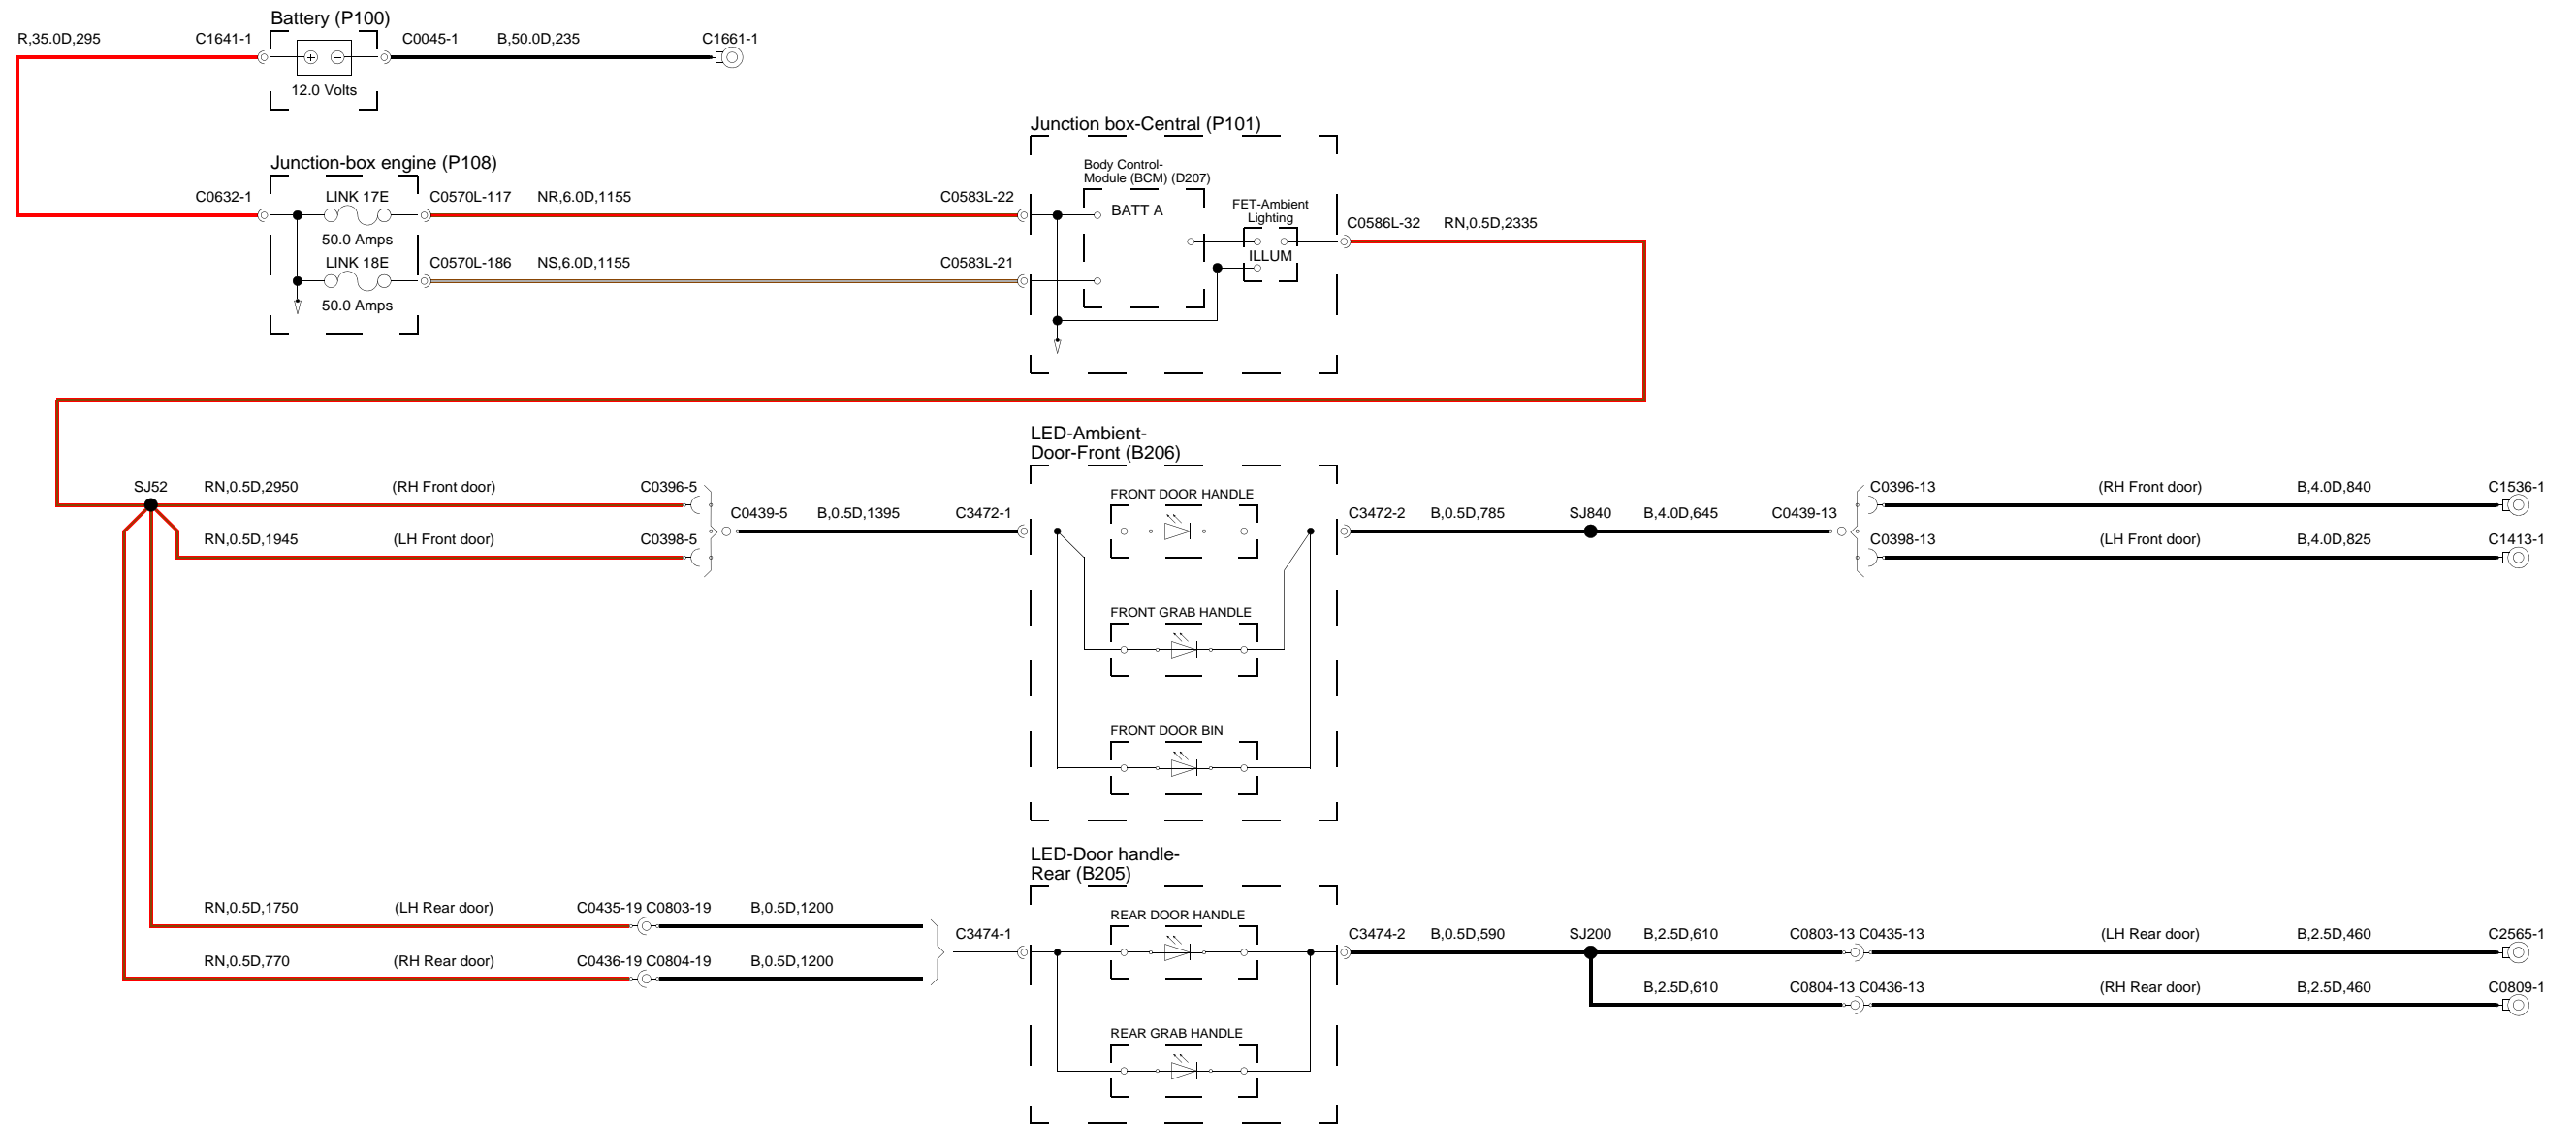 Battery (P100)
R,35.0D,295
C1641-1
C0045-1
B,50.0D,235
C1661-1
12.0 Volts
Junction box-Central (P101)
Junction-box engine (P108)
Body Control-
Module (BCM) (D207)
C0632-1
LINK 17E
C0570L-117
NR,6.0D,1155
C0583L-22
BATT A
FET-Ambient
Lighting
C0586L-32
RN,0.5D,2335
50.0 Amps
LINK 18E
C0570L-186
NS,6.0D,1155
C0583L-21
ILLUM
50.0 Amps
LED-Ambient-
Door-Front (B206)
SJ52
RN,0.5D,2950
(RH Front door)
C0396-5
FRONT DOOR HANDLE
C0396-13
(RH Front door)
B,4.0D,840
C1536-1
C0439-5
B,0.5D,1395
C3472-1
C3472-2
B,0.5D,785
SJ840
B,4.0D,645
C0439-13
RN,0.5D,1945
(LH Front door)
C0398-5
C0398-13
(LH Front door)
B,4.0D,825
C1413-1
FRONT GRAB HANDLE
FRONT DOOR BIN
LED-Door handle-
Rear (B205)
RN,0.5D,1750
(LH Rear door)
C0435-19 C0803-19
B,0.5D,1200
REAR DOOR HANDLE
C3474-1
C3474-2
B,0.5D,590
SJ200
B,2.5D,610
C0803-13 C0435-13
(LH Rear door)
B,2.5D,460
C2565-1
RN,0.5D,770
(RH Rear door)
C0436-19 C0804-19
B,0.5D,1200
B,2.5D,610
C0804-13 C0436-13
(RH Rear door)
B,2.5D,460
C0809-1
REAR GRAB HANDLE